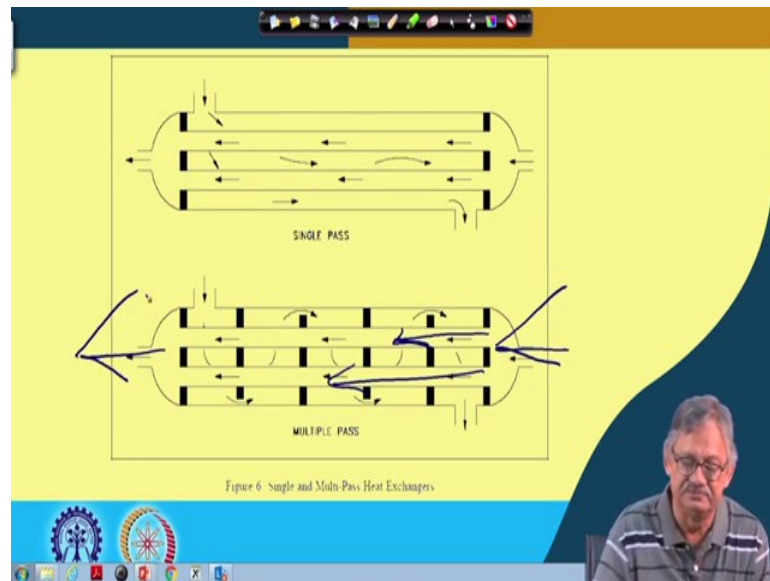 SINGLE PASS
MULTIPLE PASS
Figure 6 Single and Multi-Pass Heat Exchangers